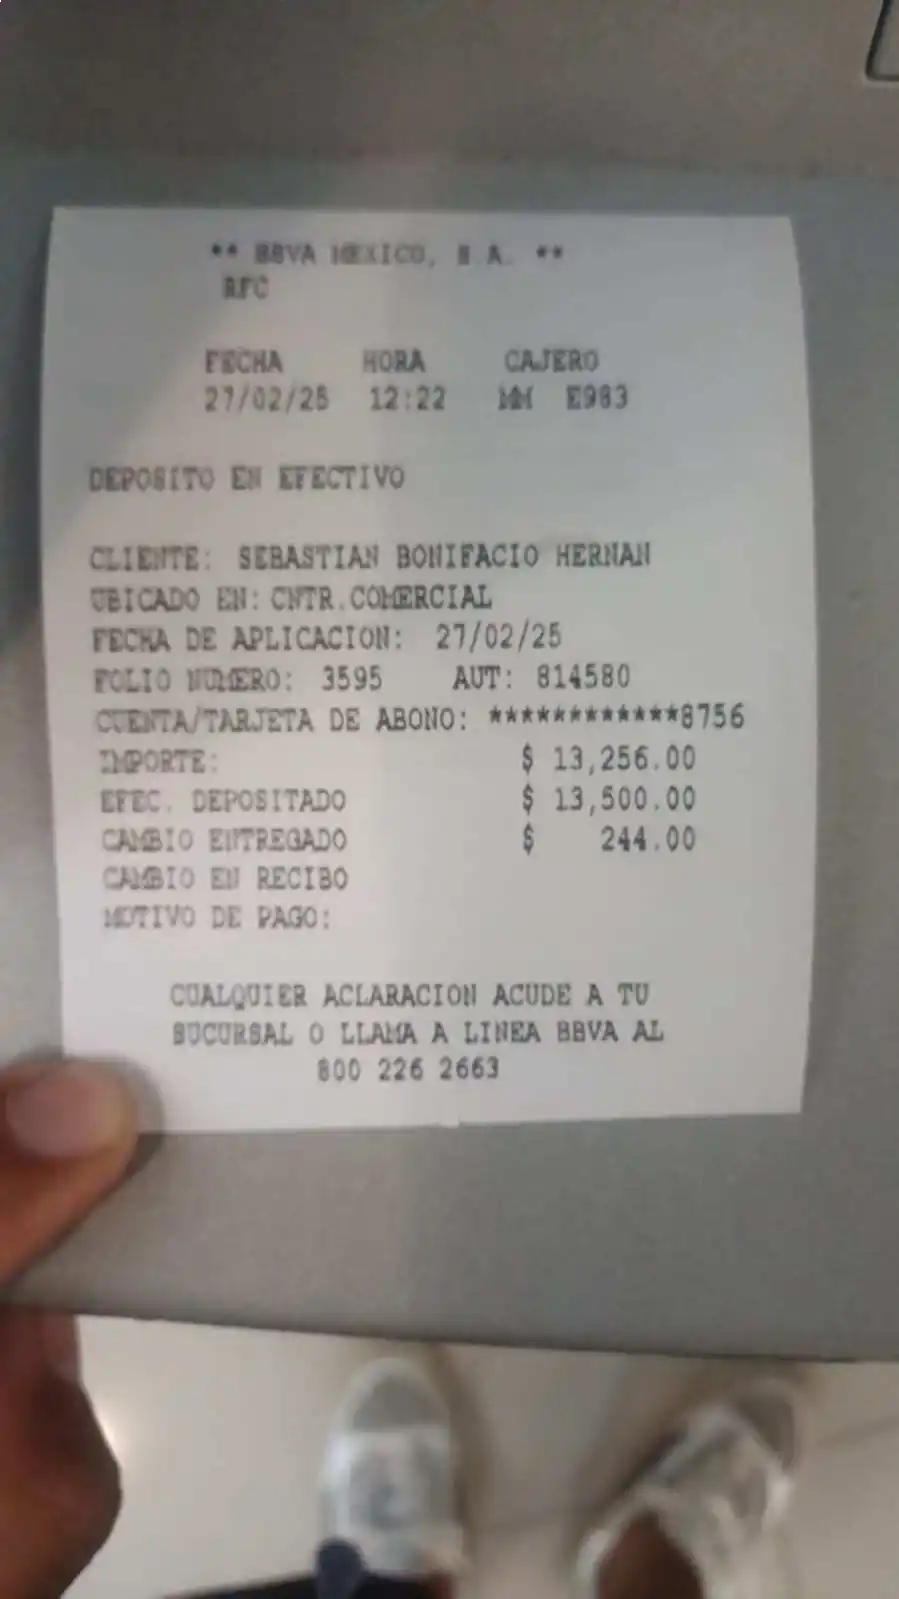 ** BBVA MEXICO, S.A. **
RFC
FECHA HORA CAJERO
27/02/25 12:22 MM E983
DEPOSITO EN EFECTIVO
CLIENTE: SEBASTIAN BONIFACIO HERNAN
UBICADO EN: CNTR.COMERCIAL
FECHA DE APLICACION: 27/02/25
FOLIO NUMERO: 3595 AUT: 814580
CUENTA/TARJETA DE ABONO: ************8756
IMPORTE: $ 13,256.00
EFEC. DEPOSITADO $ 13,500.00
CAMBIO ENTREGADO $ 244.00
CAMBIO EN RECIBO
MOTIVO DE PAGO:
CUALQUIER ACLARACION ACUDE A TU
SUCURSAL O LLAMA A LINEA BBVA AL
800 226 2663